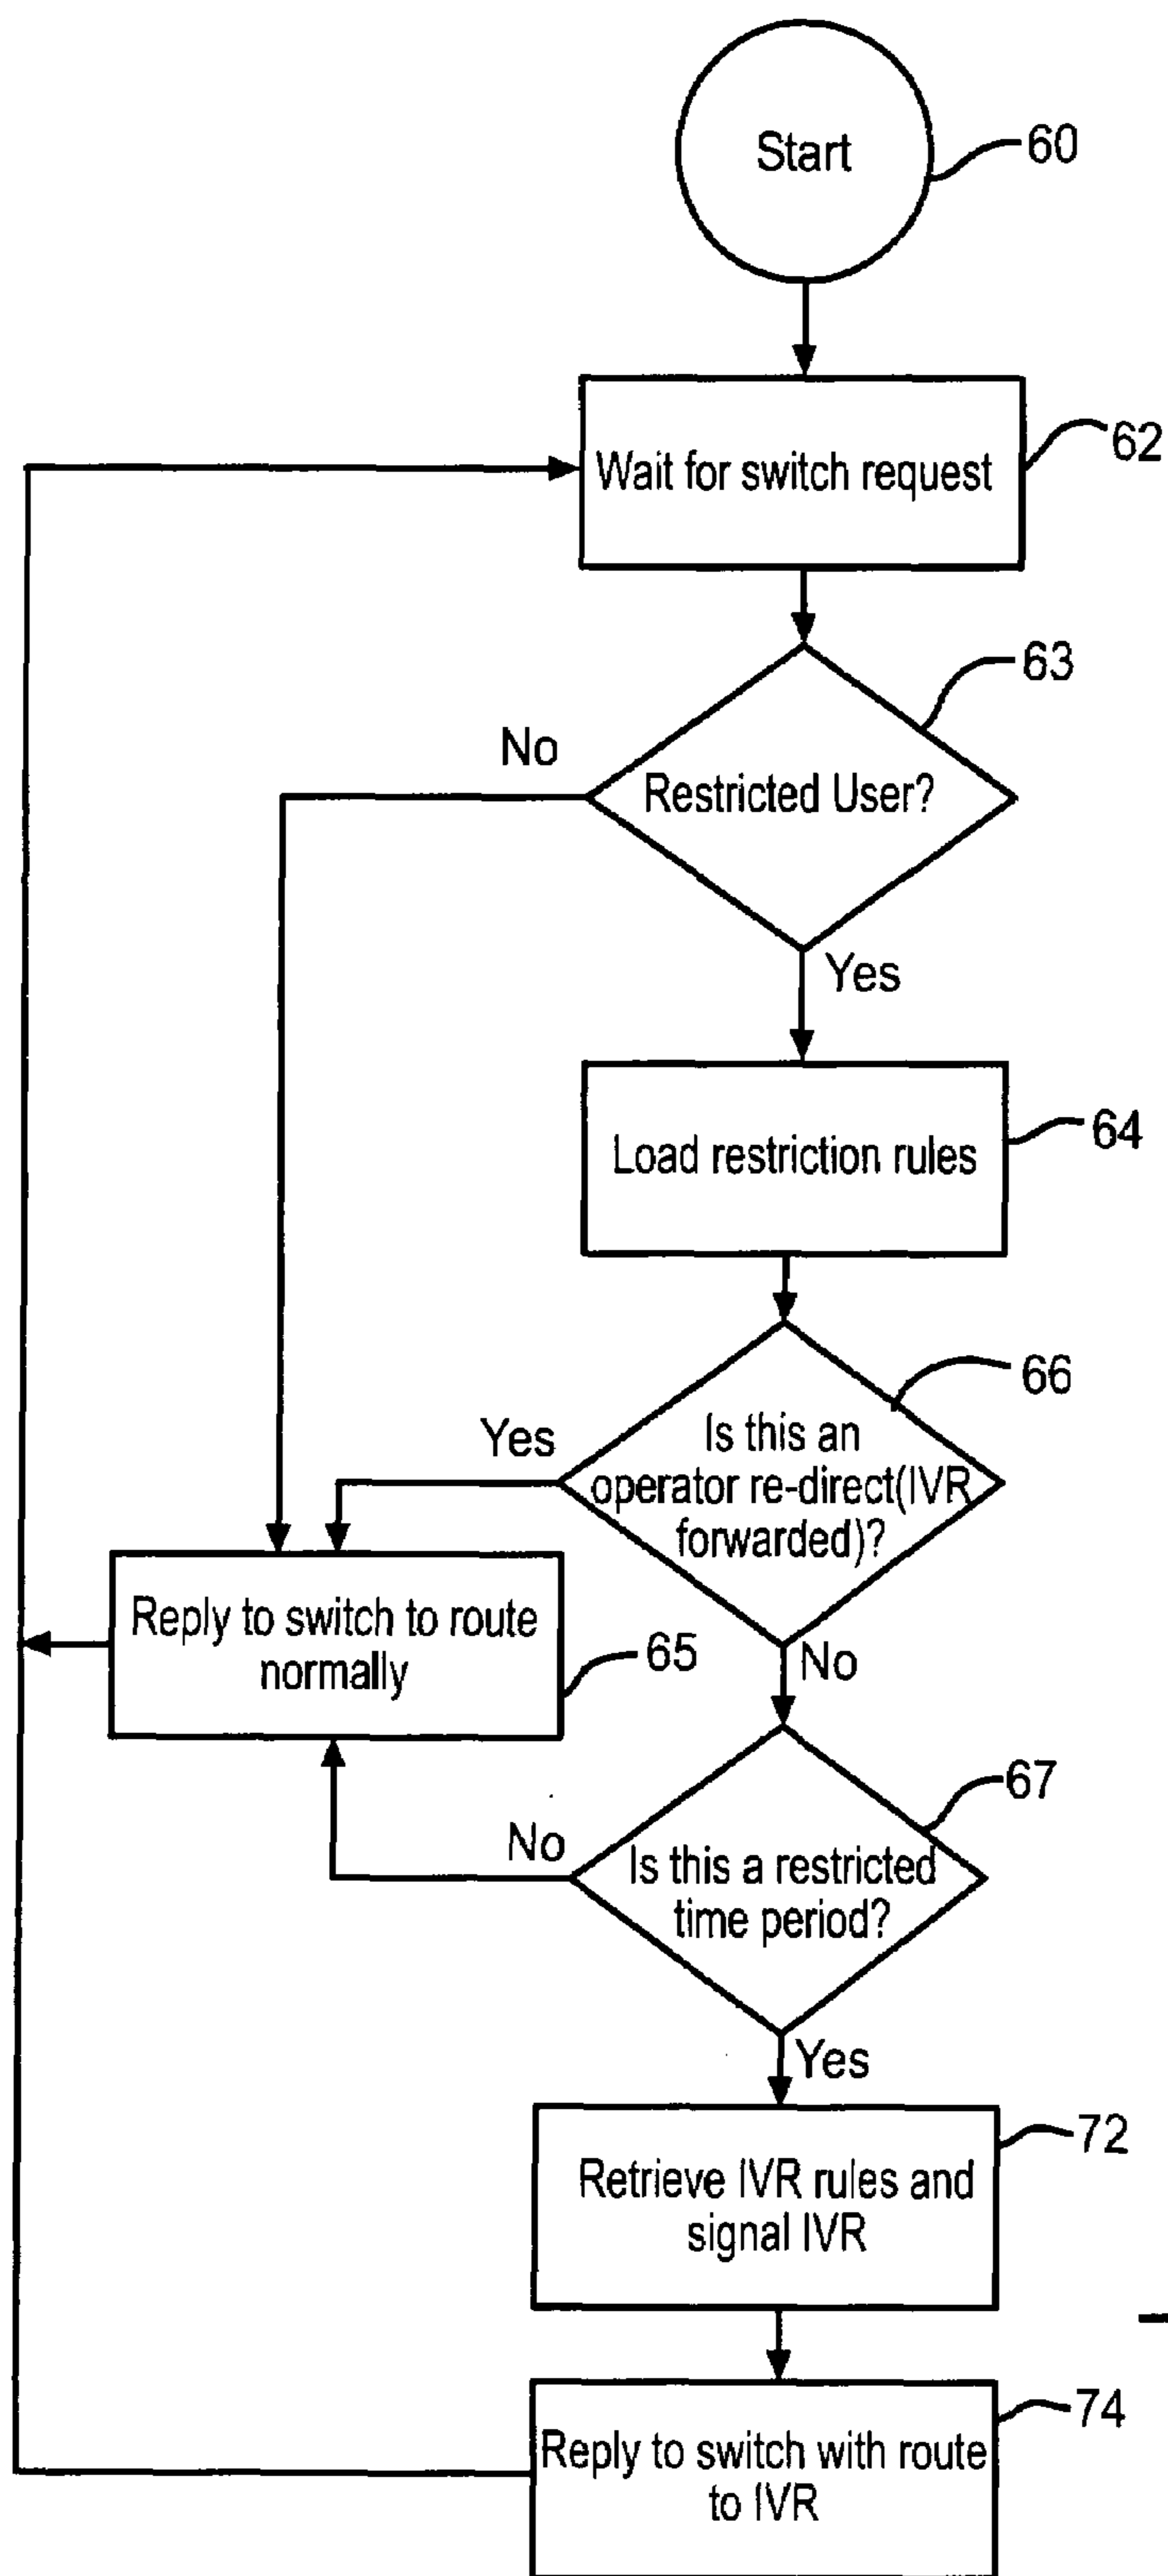 Start
60
Wait for switch request
62
63
No
Restricted User?
Yes
Load restriction rules
64
66
Yes
Is this an
operator re-direct(IVR
forwarded)?
Reply to switch to route
normally
65
No
67
No
Is this a restricted
time period?
Yes
72
Retrieve IVR rules and
signal IVR
74
Reply to switch with route
to IVR